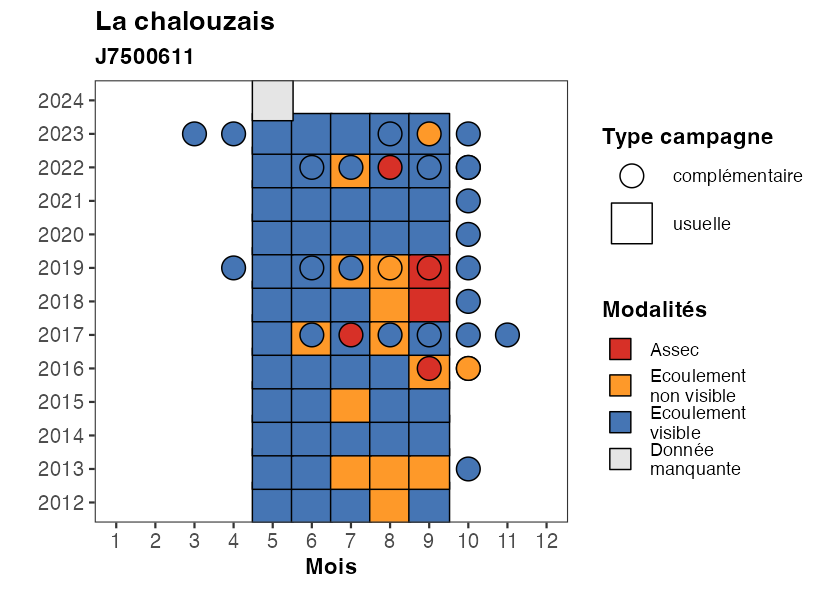 La chalouzais
J7500611
2024
2023
2022
2021
2020
2019
2018
2017
2016
2015
2014
2013
2012
1 2 3 4 5 6 7 8 9 10 11 12
Mois
Type campagne
complémentaire
usuelle
Modalités
Assec
Ecoulement
non visible
Ecoulement
visible
Donnée
manquante